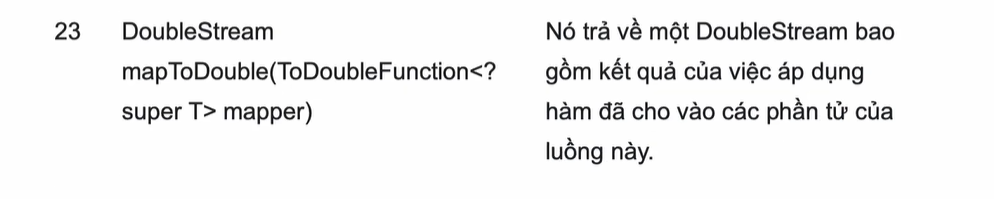 23 DoubleStream Nó trả về một DoubleStream bao
mapToDouble(ToDoubleFunction<? gồm kết quả của việc áp dụng
super T> mapper) hàm đã cho vào các phần tử của
luồng này.